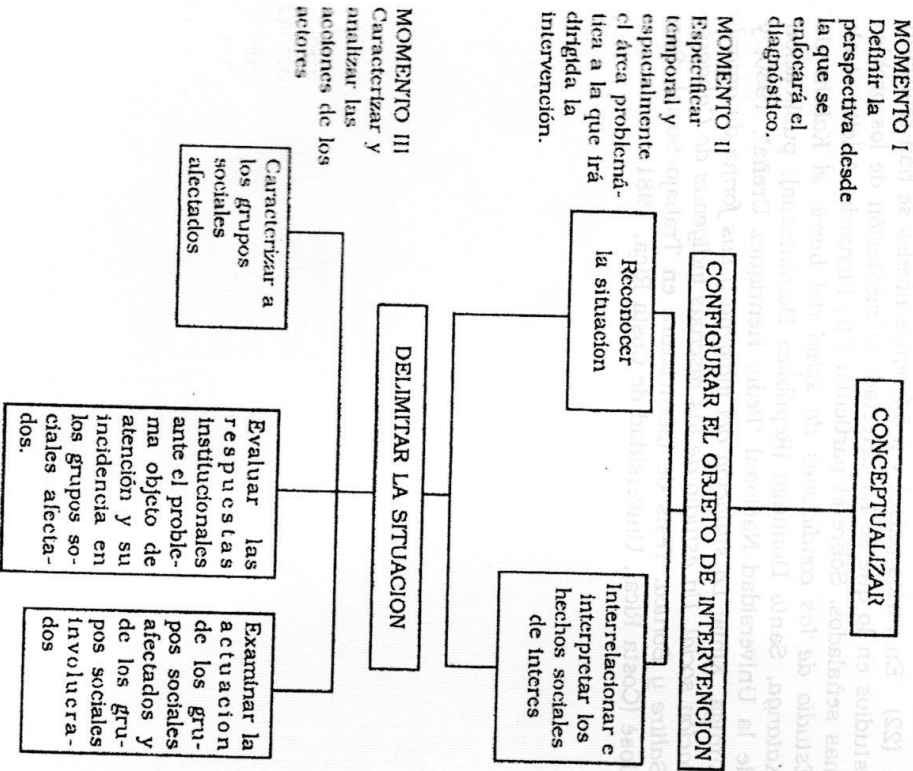 MOMENTO I
Definir la
perspectiva desde
la que se
enfocará el
diagnóstico.
CONCEPTUALIZAR
MOMENTO II
Especificar
temporal y
espacialmente
el área problemá-
tica a la que irá
dirigida la
intervención.
CONFIGURAR EL OBJETO DE INTERVENCION
Reconocer
la situacion
Interrelacionar e
interpretar los
hechos sociales
de interes
MOMENTO III
Caracterizar y
analizar las
acciones de los
actores
DELIMITAR LA SITUACION
Caracterizar a
los grupos
sociales
afectados
Evaluar las
respuestas
institucionales
ante el proble-
ma objeto de
atención y su
incidencia en
los grupos so-
ciales afecta-
dos.
Examinar la
actuacion
de los gru-
pos sociales
afectados y
de los gru-
pos sociales
involucra-
dos